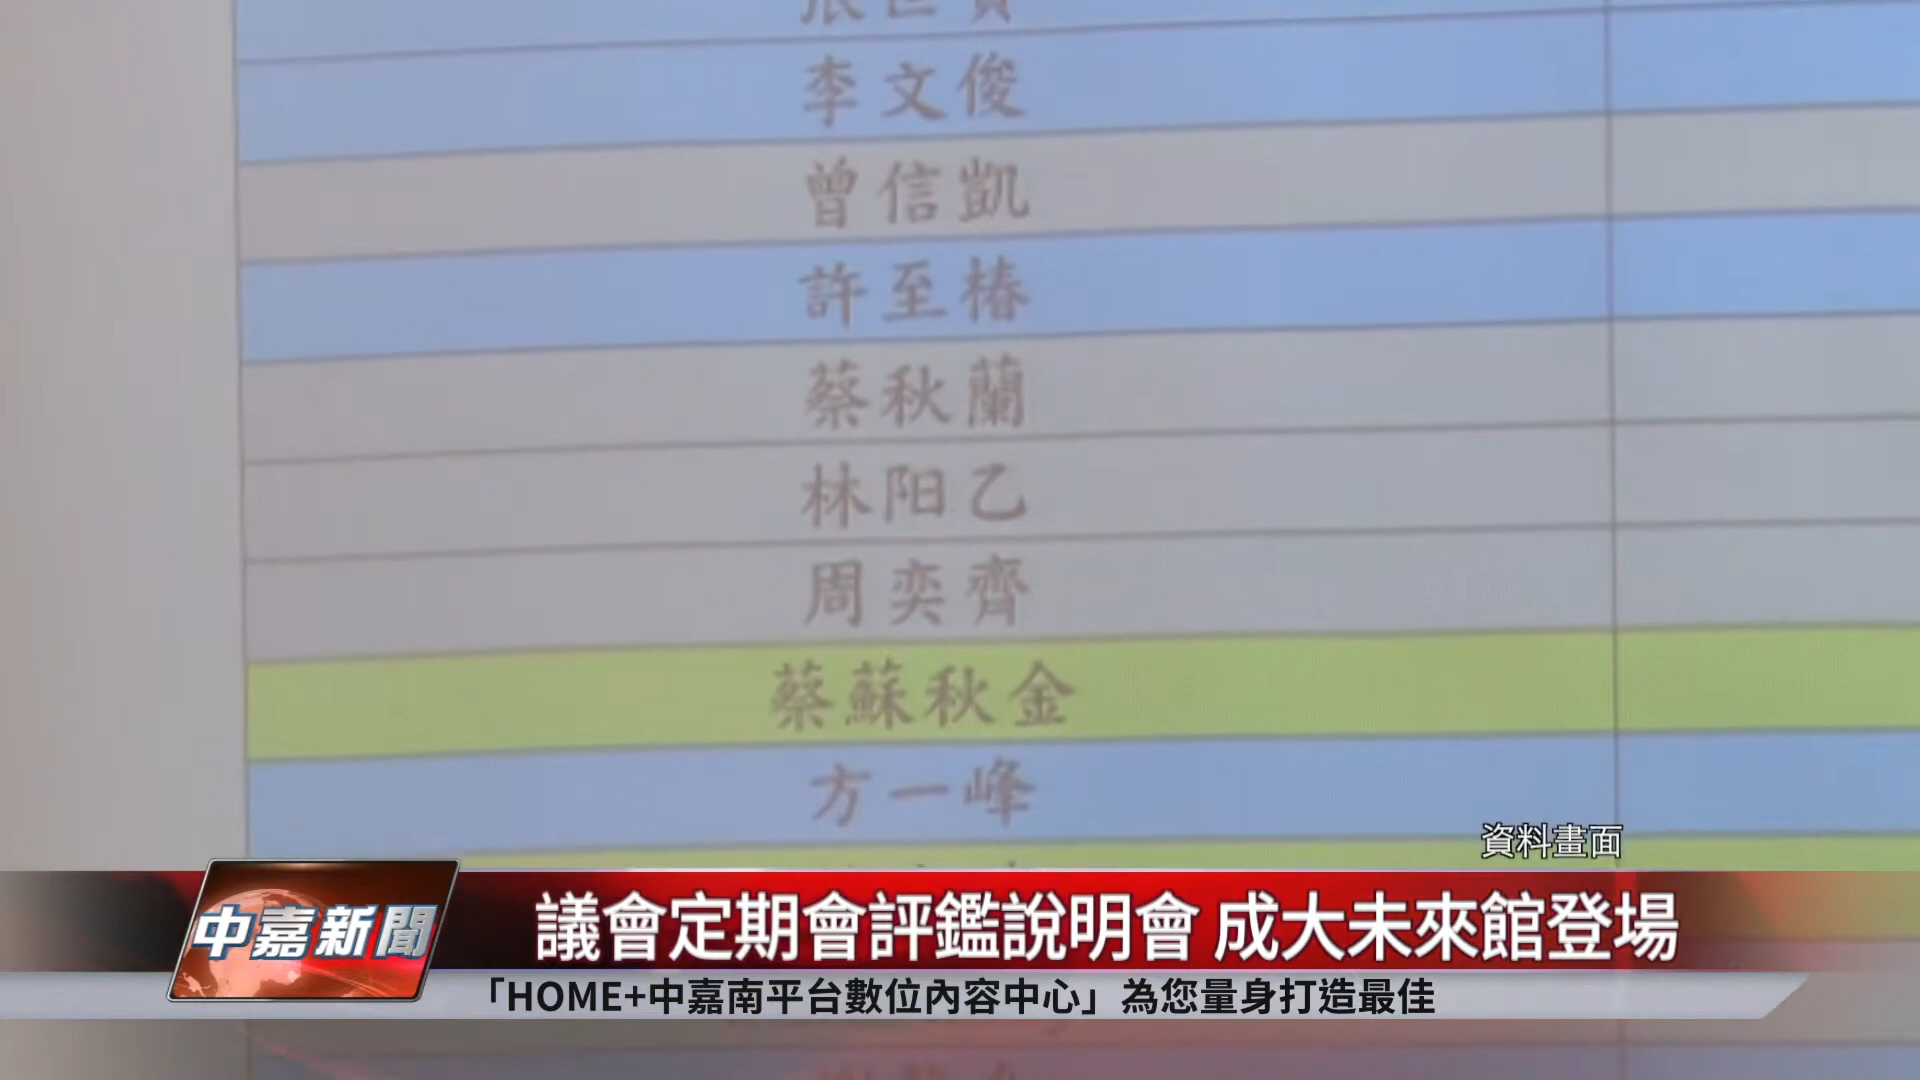 李文俊
曾信凱
許至椿
蔡秋蘭
林阳乙
周奕齊
蔡蘇秋金
方一峰
資料畫面
中嘉新聞
議會定期會評鑑說明會 成大未來館登場
「HOME+中嘉南平台數位內容中心」為您量身打造最佳